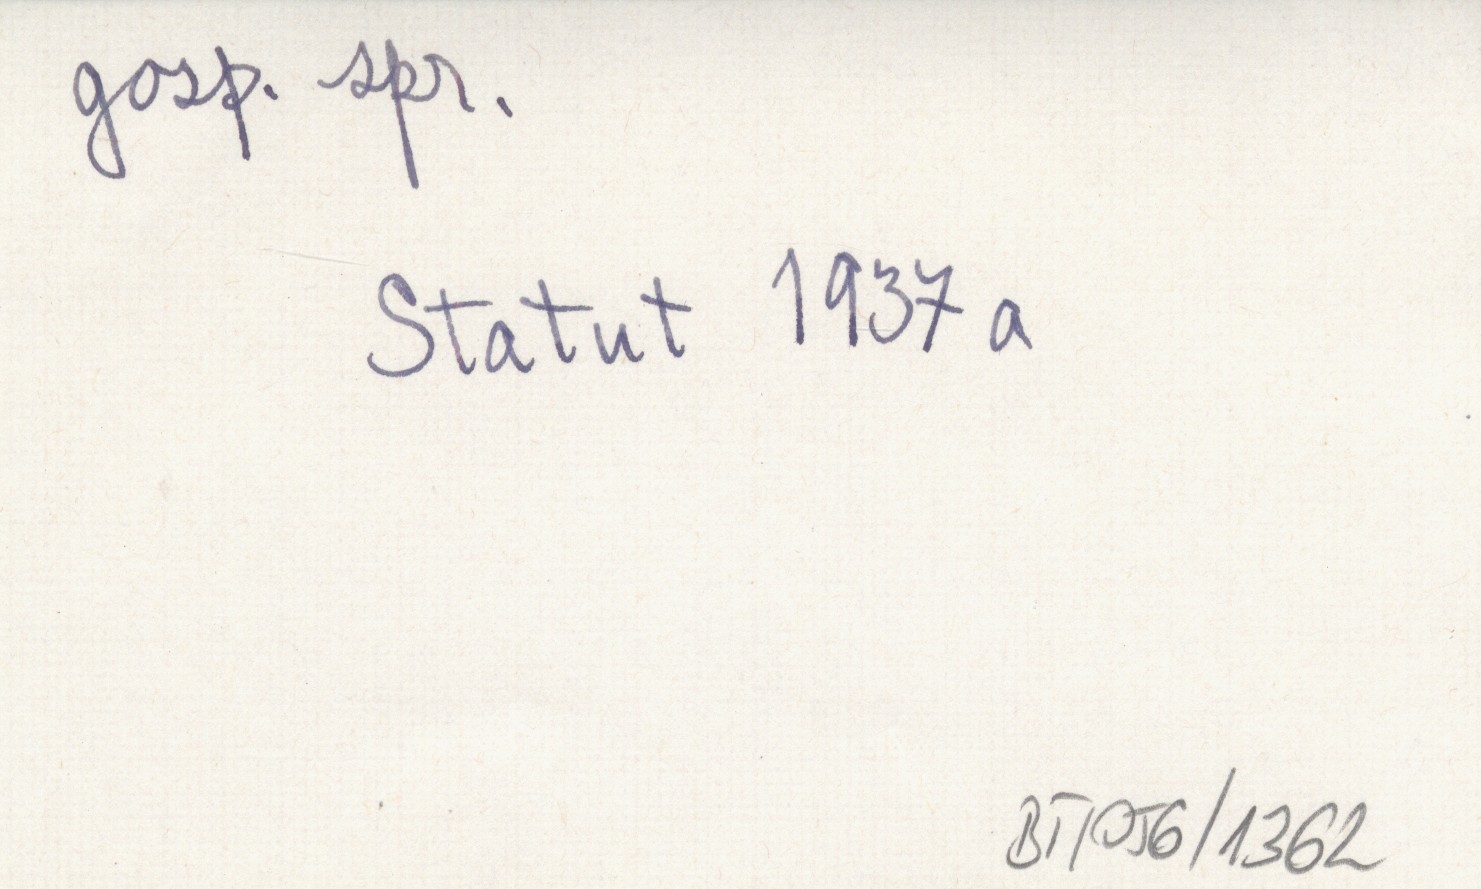 gosp. spr.
Statut 1937 a
BT/056/1362